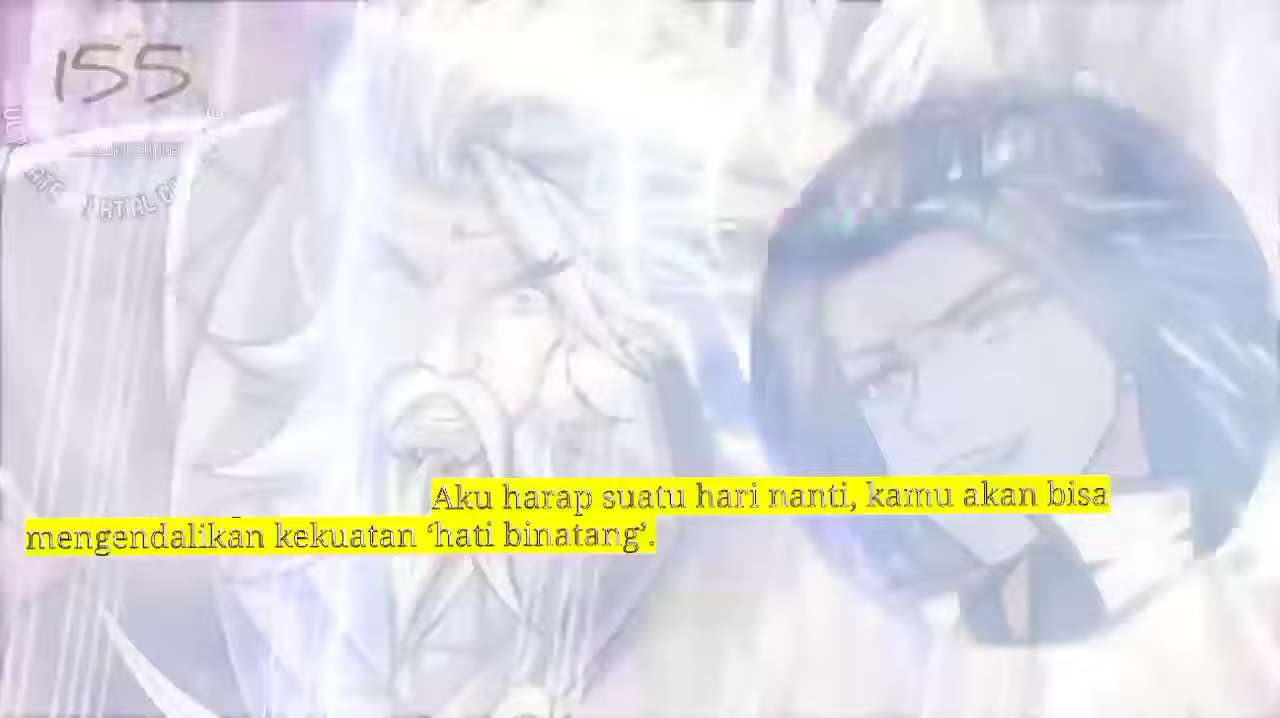 155
Aku harap suatu hari nanti, kamu akan bisa
mengendalikan kekuatan ‘hati binatang’.